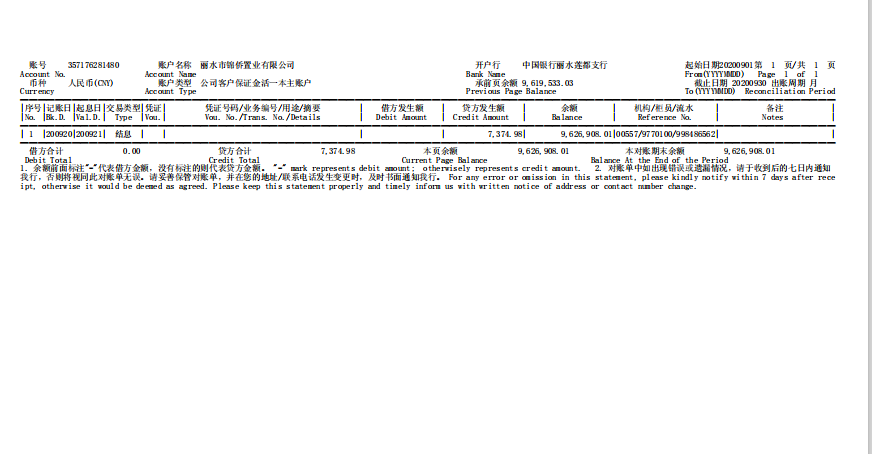 账号 357176281480 账户名称 丽水市锦侨置业有限公司 开户行 中国银行丽水莲都支行 起始日期20200901第 1 页/共 1 页
Account No. Account Name Bank Name From(YYYYMMDD) Page 1 of 1
币种 人民币(CNY) 账户类型 公司客户保证金活一本主账户 承前页余额 9,619,533.03 截止日期 20200930 出账周期 月
Currency Account Type Previous Page Balance To(YYYYMMDD) Reconciliation Period
|序号|记账日|起息日|交易类型|凭证| 凭证号码/业务编号/用途/摘要 | 借方发生额 | 贷方发生额 | 余额 | 机构/柜员/流水 | 备注 |
|No. |Bk.D. |Val.D.| Type |Vou.| Vou. No./Trans. No./Details | Debit Amount | Credit Amount | Balance | Reference No. | Notes |
| 1 |200920|200921| 结息 | | | | 7,374.98| 9,626,908.01|00557/9770100/998486562| |
借方合计 0.00 贷方合计 7,374.98 本页余额 9,626,908.01 本对账期末余额 9,626,908.01
Debit Total Credit Total Current Page Balance Balance At the End of the Period
1. 余额前面标注"-"代表借方金额，没有标注的则代表贷方金额。 "-" mark represents debit amount; otherwisely represents credit amount. 2. 对账单中如出现错误或遗漏情况，请于收到后的七日内通知
我行，否则将视同此对账单无误。请妥善保管对账单，并在您的地址/联系电话发生变更时，及时书面通知我行。 For any error or omission in this statement, please kindly notify within 7 days after rece
ipt, otherwise it would be deemed as agreed. Please keep this statement properly and timely inform us with written notice of address or contact number change.